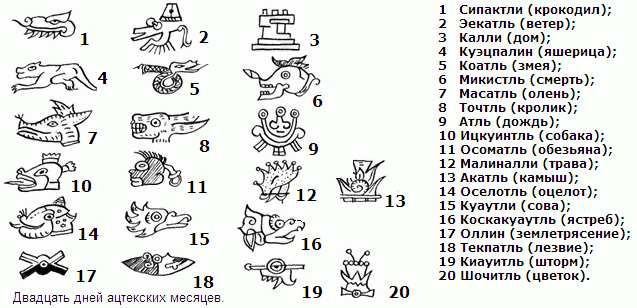 1
2
3
4
5
6
7
8
9
10
11
12
13
14
15
16
17
18
19
20
Двадцать дней ацтекских месяцев.
1 Сипактли (крокодил);
2 Эекатль (ветер);
3 Калли (дом);
4 Куэцпалин (яшерица);
5 Коатль (змея);
6 Микистль (смерть);
7 Масатль (олень);
8 Точтль (кролик);
9 Атль (дождь);
10 Ицкуинтль (собака);
11 Осоматль (обезьяна);
12 Малиналли (трава);
13 Акатль (камыш);
14 Оселотль (оцелот);
15 Куаутли (сова);
16 Коскакуаутль (ястреб);
17 Оллин (землетрясение);
18 Текпатль (лезвие);
19 Киауитль (шторм);
20 Шочитль (цветок).